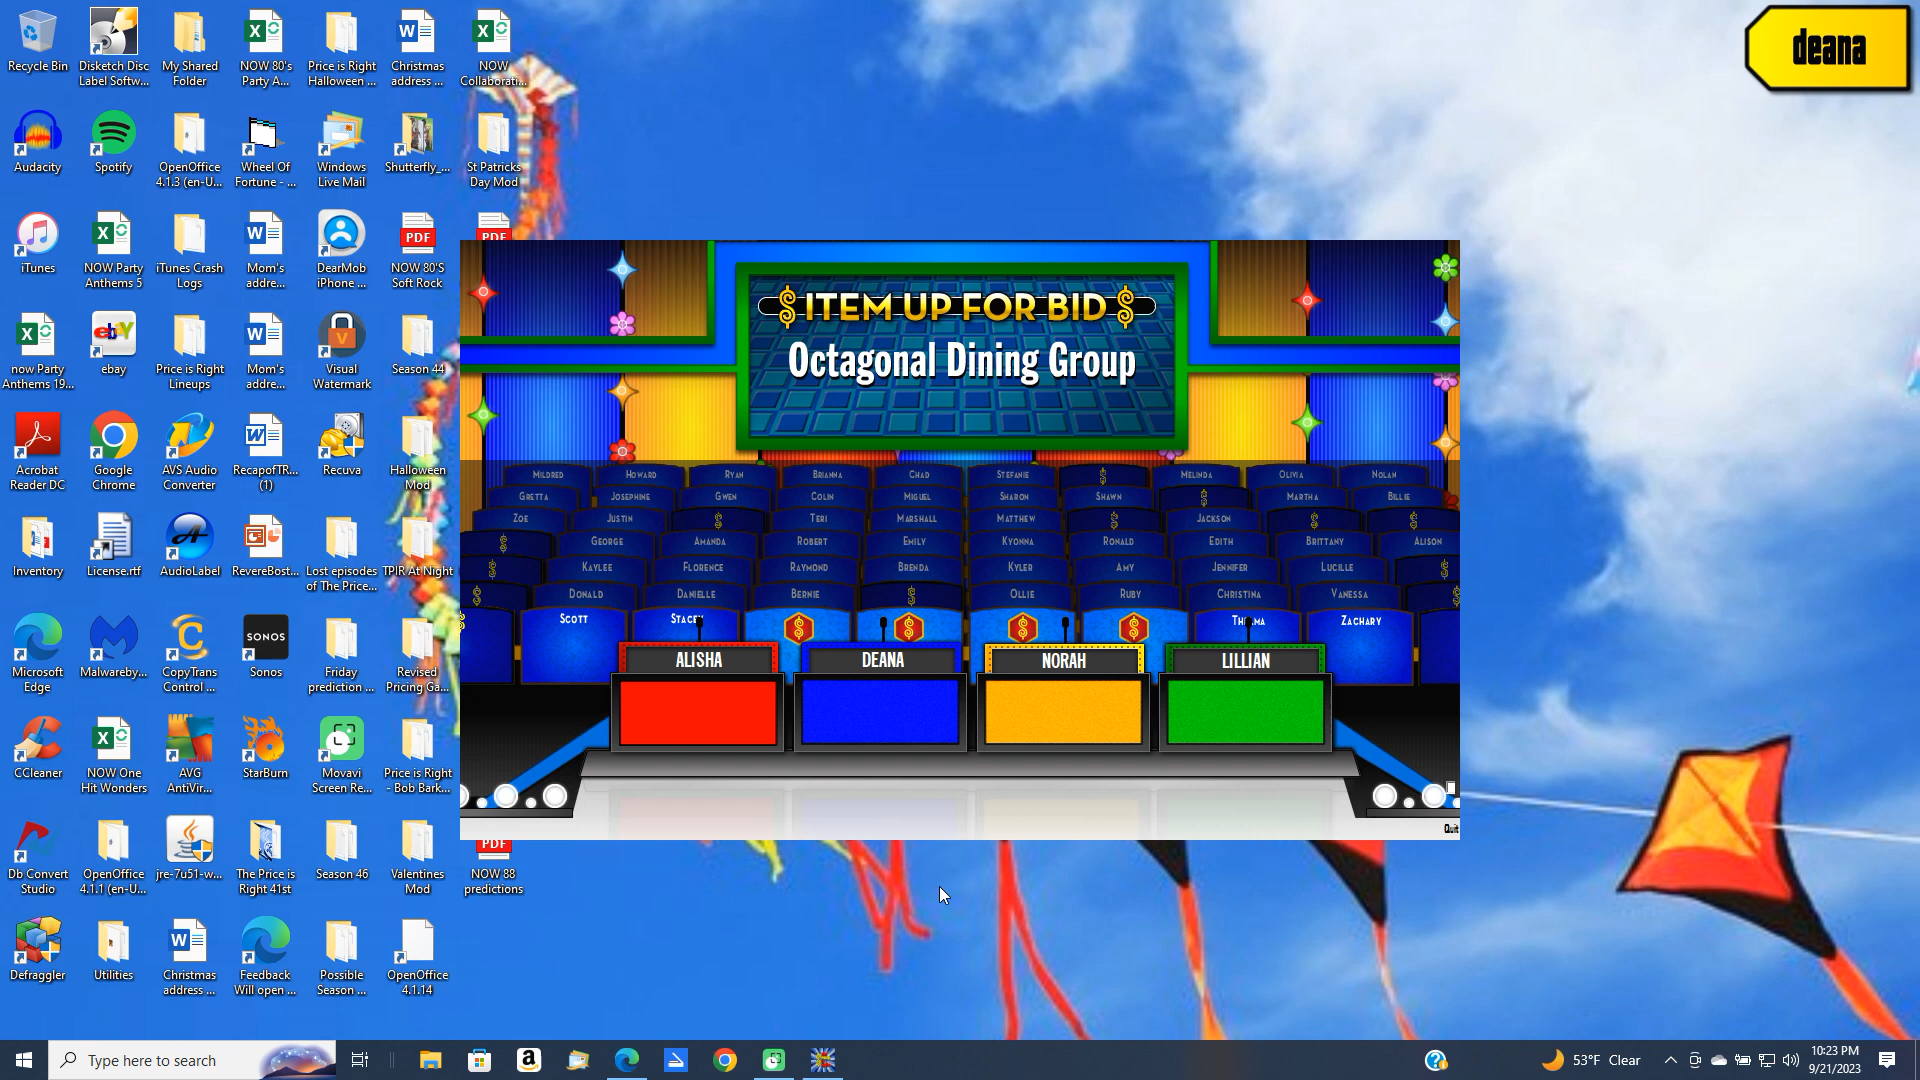 deana
Recycle Bin
Disketch Disc
Label Softw...
My Shared
Folder
NOW 80's
Party A...
Price is Right
Halloween ...
Christmas
address ...
NOW
Collaborati...
Audacity
Spotify
OpenOffice
4.1.3 (en-U...
Wheel Of
Fortune - ...
Windows
Live Mail
Shutterfly_...
St Patricks
Day Mod
iTunes
NOW Party
Anthems 5
iTunes Crash
Logs
Mom's
addre...
DearMob
iPhone ...
PDF
NOW 80'S
Soft Rock
PDF
now Party
Anthems 19...
ebay
Price is Right
Lineups
Mom's
addre...
Visual
Watermark
Season 44
Acrobat
Reader DC
Google
Chrome
AVS Audio
Converter
RecapofTR...
(1)
Recuva
Halloween
Mod
Inventory
License.rtf
AudioLabel
RevereBost...
Lost episodes
of The Price...
TPIR At Night
Microsoft
Edge
Malwareby...
CopyTrans
Control ...
SONOS
Sonos
Friday
prediction ...
Revised
Pricing Ga...
CCleaner
NOW One
Hit Wonders
AVG
AntiVir...
StarBurn
Movavi
Screen Re...
Price is Right
- Bob Bark...
Db Convert
Studio
OpenOffice
4.1.1 (en-U...
jre-7u51-w...
The Price is
Right 41st
Season 46
Valentines
Mod
PDF
NOW 88
predictions
Defraggler
Utilities
Christmas
address ...
Feedback
Will open ...
Possible
Season ...
OpenOffice
4.1.14
$ ITEM UP FOR BID $
Octagonal Dining Group
MILDRED HOWARD RYAN BRIANNA CHAD STEFANIE $ MELINDA OLIVIA NOLAN
GRETTA JOSEPHINE GWEN COLIN MIGUEL SHARON SHAWN $ MARTHA BILLIE
ZOE JUSTIN $ TERI MARSHALL MATTHEW $ JACKSON $ $
$ GEORGE AMANDA ROBERT EMILY KYONNA RONALD EDITH BRITTANY ALISON
$ KAYLEE FLORENCE RAYMOND BRENDA KYLER AMY JENNIFER LUCILLE $
$ DONALD DANIELLE BERNIE $ OLLIE RUBY CHRISTINA VANESSA $
$ SCOTT STACEY $ $ $ $ THELMA ZACHARY
ALISHA DEANA NORAH LILLIAN
Quit
Type here to search
53°F Clear
10:23 PM
9/21/2023